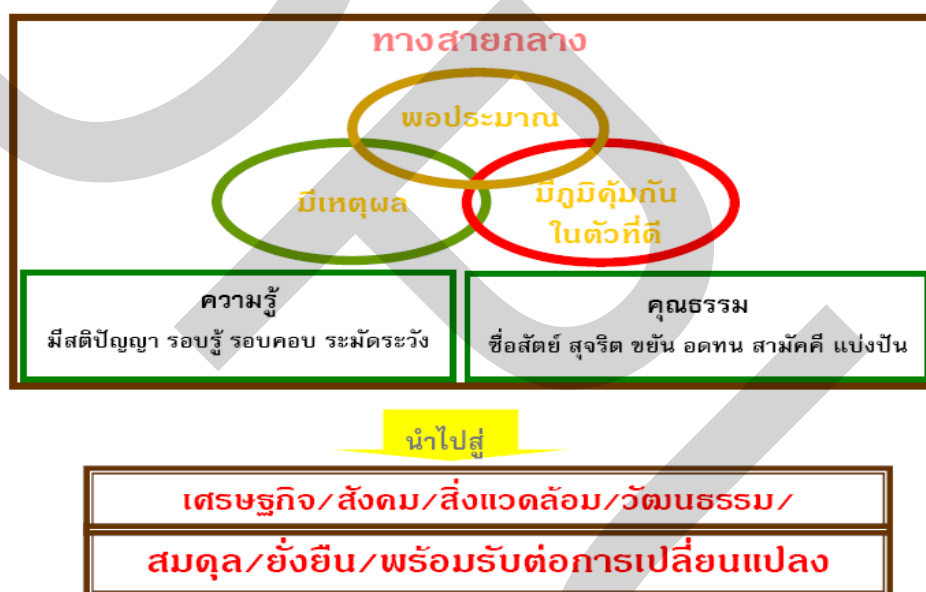 ทางสายกลาง
พอประมาณ
มีเหตุผล
มีภูมิคุ้มกัน
ในตัวที่ดี
ความรู้
มีสติปัญญา รอบรู้ รอบคอบ ระมัดระวัง
คุณธรรม
ซื่อสัตย์ สุจริต ขยัน อดทน สามัคคี แบ่งปัน
นำไปสู่
เศรษฐกิจ/สังคม/สิ่งแวดล้อม/วัฒนธรรม/
สมดุล/ยั่งยืน/พร้อมรับต่อการเปลี่ยนแปลง